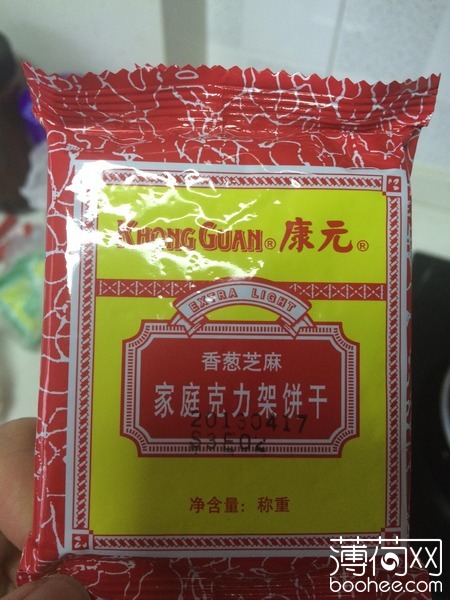 KHONG GUAN® 康元®
EXTRA LIGHT
香葱芝麻
家庭克力架饼干
20130417
S3E02
净含量：称重
薄荷网
boohee.com